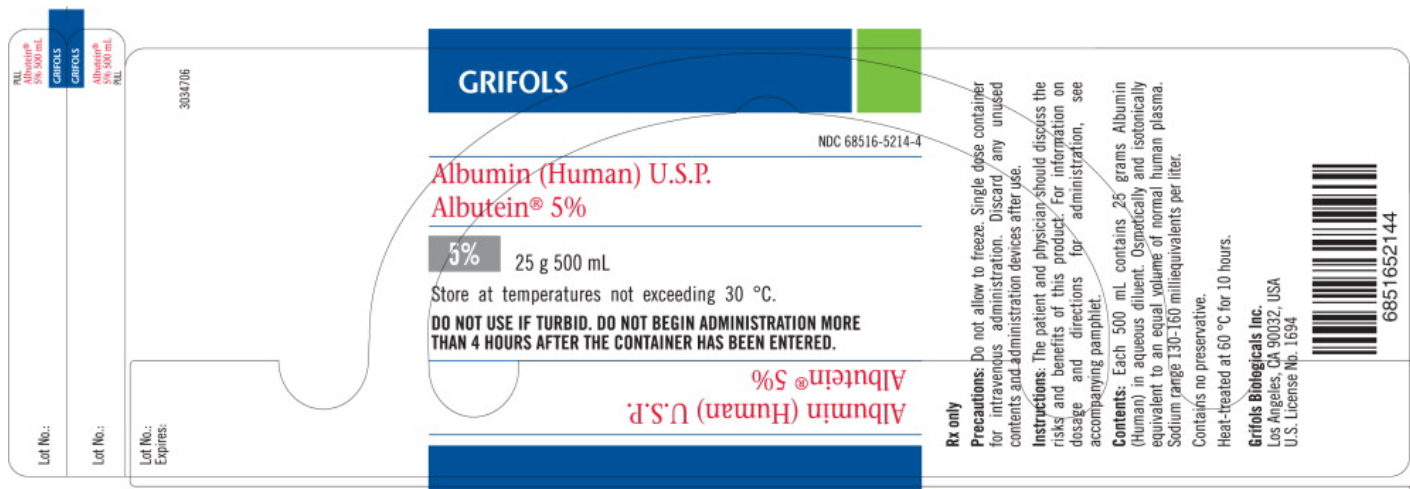 PULL
Albutein®
5% 500 mL
GRIFOLS
Lot No.:
GRIFOLS
Albutein®
5% 500 mL
PULL
Lot No.:
3034706
Lot No.:
Expires:
GRIFOLS
NDC 68516-5214-4
Albumin (Human) U.S.P.
Albutein® 5%
5% 25 g 500 mL
Store at temperatures not exceeding 30 °C.
DO NOT USE IF TURBID. DO NOT BEGIN ADMINISTRATION MORE
THAN 4 HOURS AFTER THE CONTAINER HAS BEEN ENTERED.
Albumin (Human) U.S.P.
Albutein® 5%
Rx only
Precautions: Do not allow to freeze. Single dose container
for intravenous administration. Discard any unused
contents and administration devices after use.
Instructions: The patient and physician should discuss the
risks and benefits of this product. For information on
dosage and directions for administration, see
accompanying pamphlet.
Contents: Each 500 mL contains 25 grams Albumin
(Human) in aqueous diluent. Osmotically and isotonically
equivalent to an equal volume of normal human plasma.
Sodium range 130-160 milliequivalents per liter.
Contains no preservative.
Heat-treated at 60 °C for 10 hours.
Grifols Biologicals Inc.
Los Angeles, CA 90032, USA
U.S. License No. 1694
6851652144